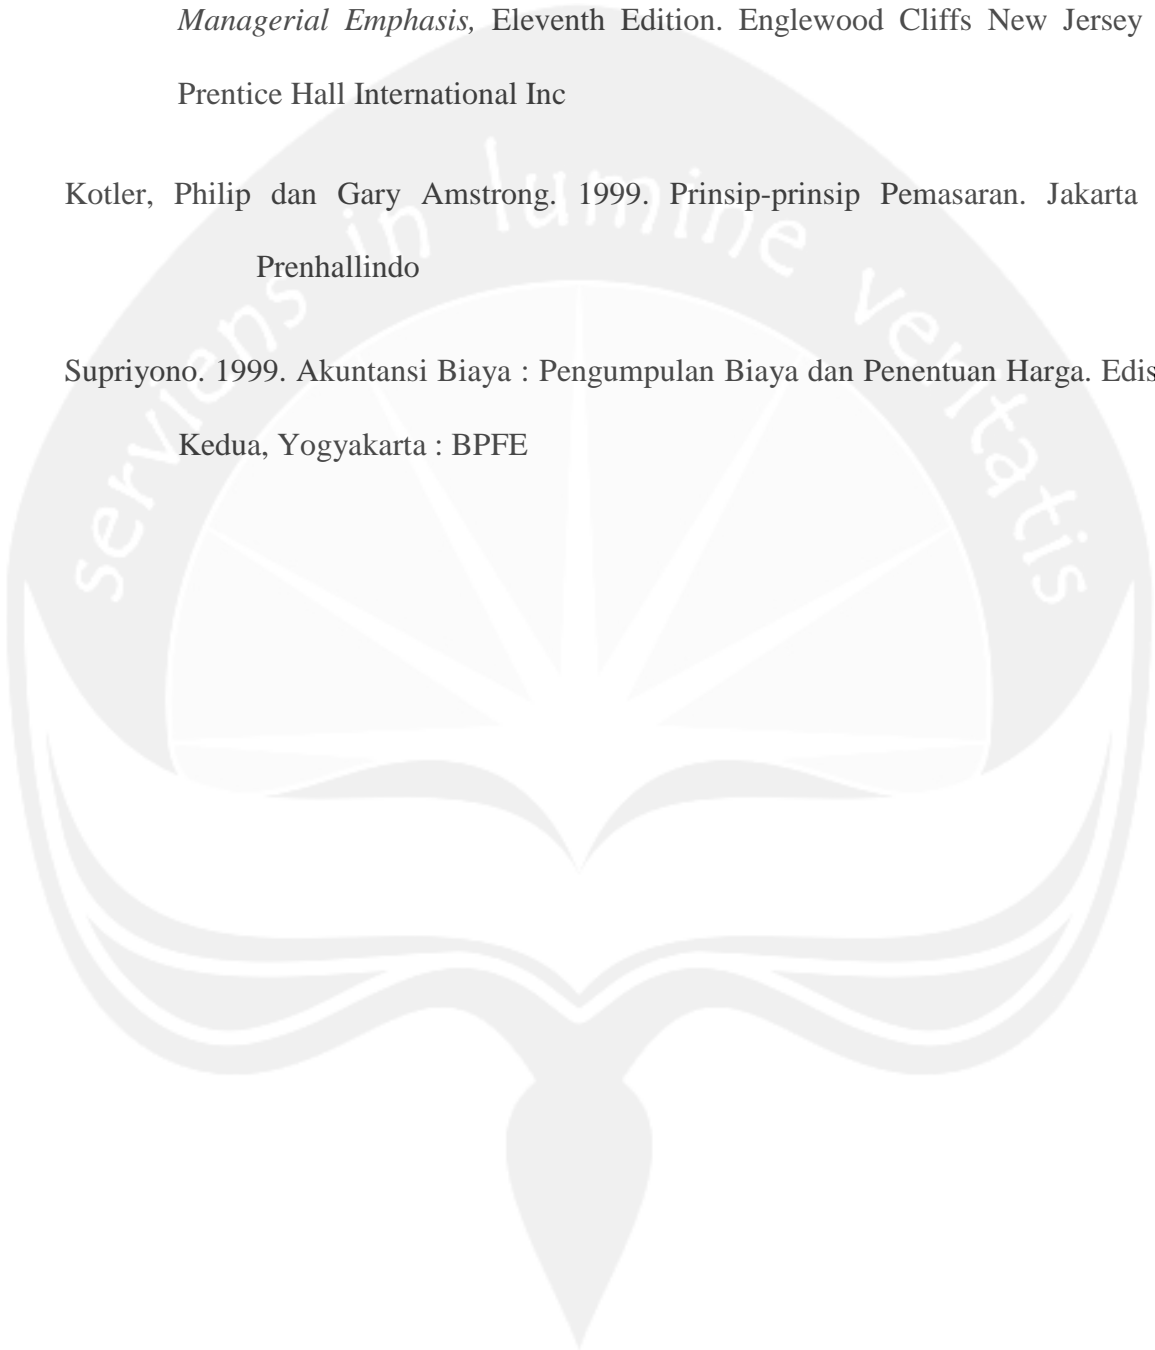 Managerial Emphasis, Eleventh Edition. Englewood Cliffs New Jersey
Prentice Hall International Inc
Kotler, Philip dan Gary Amstrong. 1999. Prinsip-prinsip Pemasaran. Jakarta
Prenhallindo
Supriyono. 1999. Akuntansi Biaya : Pengumpulan Biaya dan Penentuan Harga. Edis
Kedua, Yogyakarta : BPFE
serviens in lumine veritatis